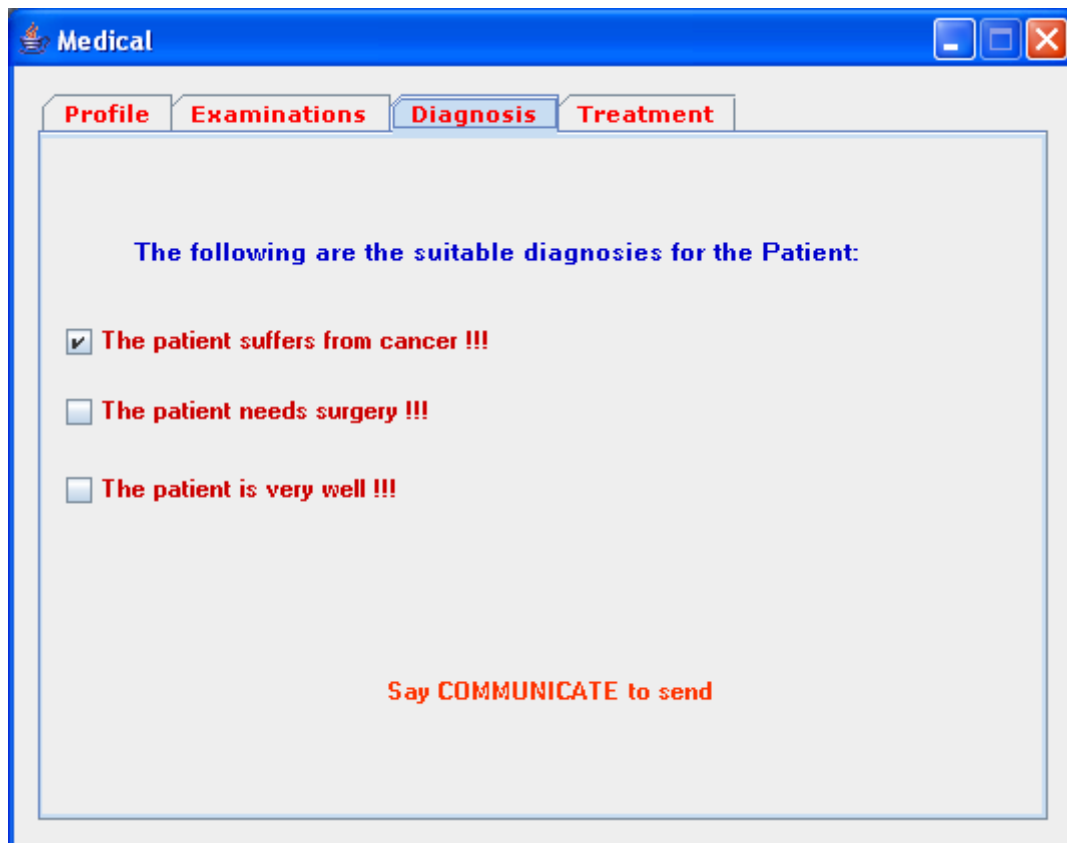 Medical
Profile Examinations Diagnosis Treatment
The following are the suitable diagnosies for the Patient:
The patient suffers from cancer !!!
The patient needs surgery !!!
The patient is very well !!!
Say COMMUNICATE to send